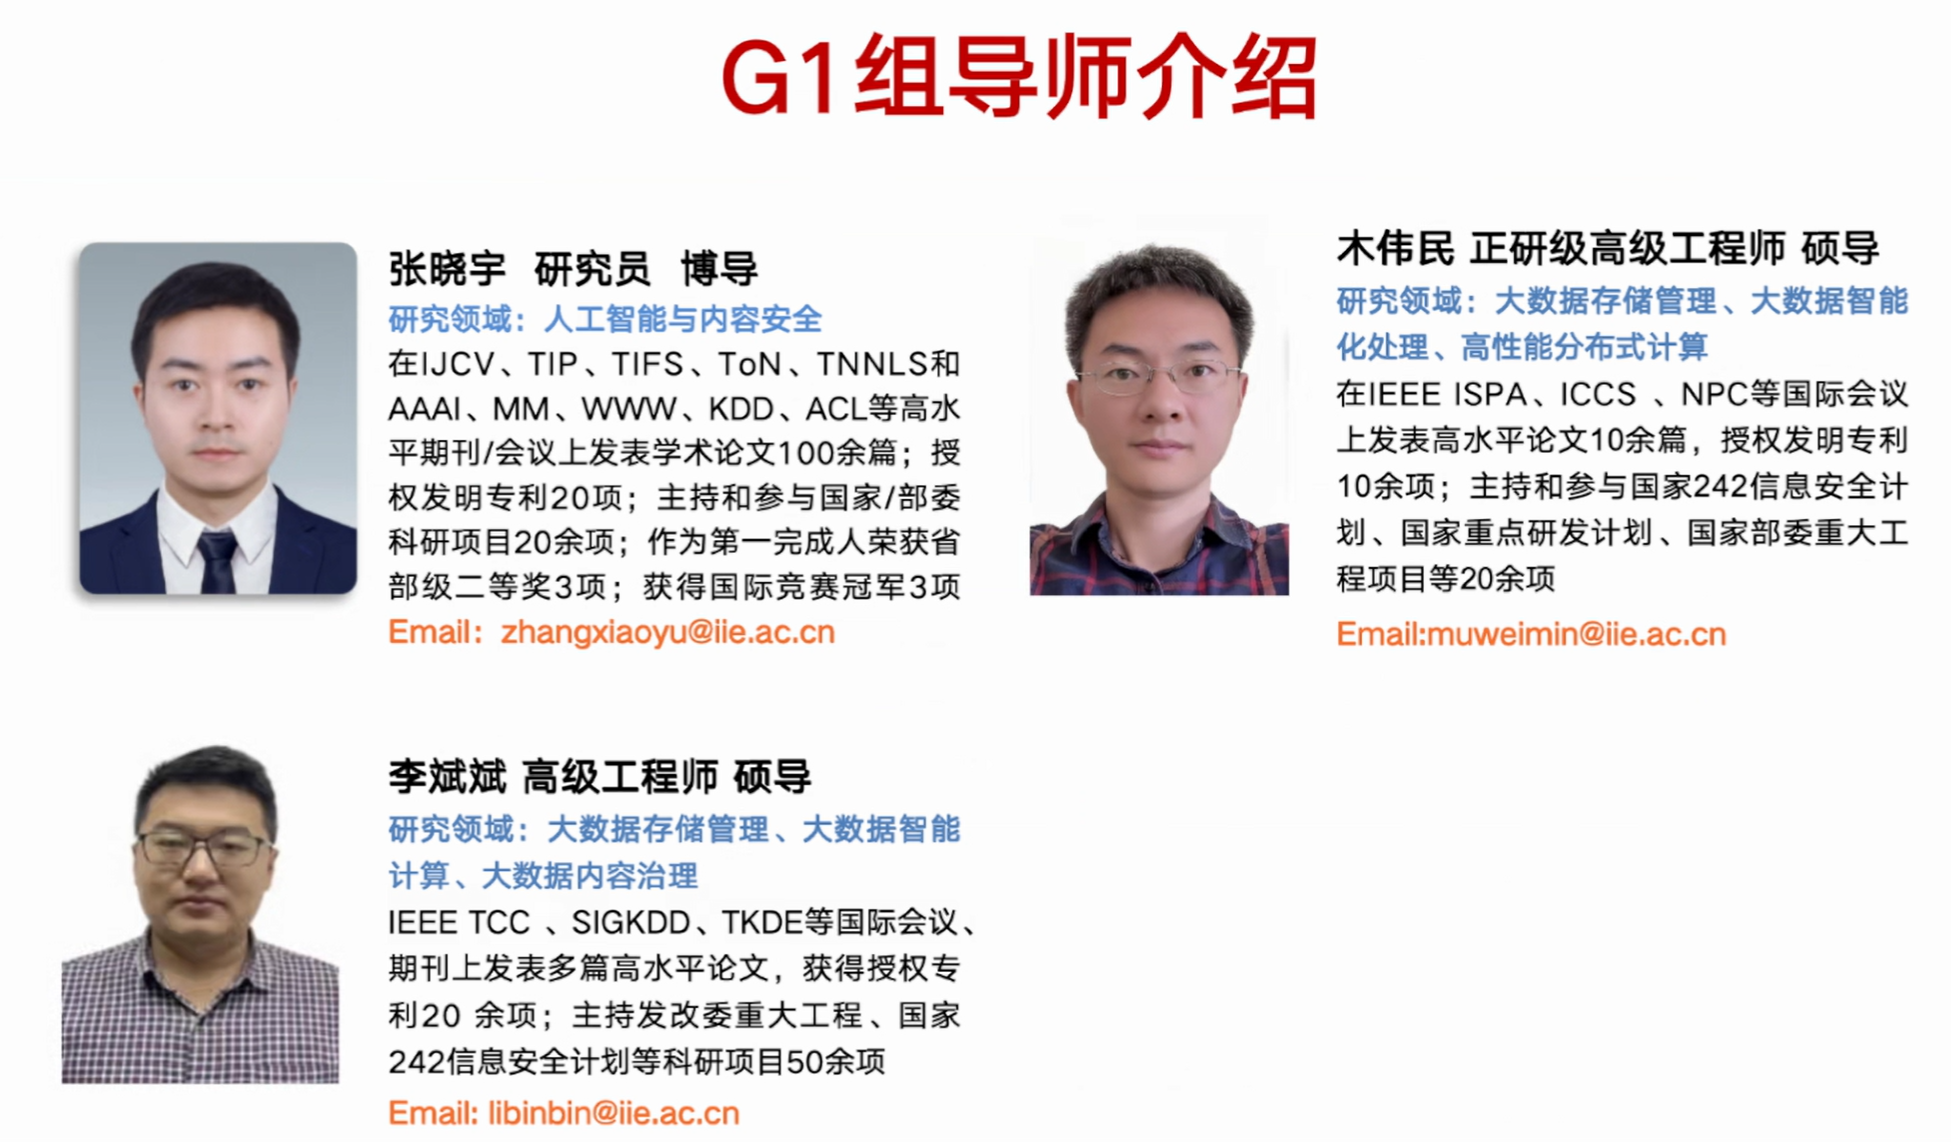 G1组导师介绍
张晓宇 研究员 博导
研究领域：人工智能与内容安全
在IJCV、TIP、TIFS、ToN、TNNLS和
AAAI、MM、WWW、KDD、ACL等高水
平期刊/会议上发表学术论文100余篇；授
权发明专利20项；主持和参与国家/部委
科研项目20余项；作为第一完成人荣获省
部级二等奖3项；获得国际竞赛冠军3项
Email：zhangxiaoyu@iie.ac.cn
木伟民 正研级高级工程师 硕导
研究领域：大数据存储管理、大数据智能
化处理、高性能分布式计算
在IEEE ISPA、ICCS 、NPC等国际会议
上发表高水平论文10余篇，授权发明专利
10余项；主持和参与国家242信息安全计
划、国家重点研发计划、国家部委重大工
程项目等20余项
Email:muweimin@iie.ac.cn
李斌斌 高级工程师 硕导
研究领域：大数据存储管理、大数据智能
计算、大数据内容治理
IEEE TCC 、SIGKDD、TKDE等国际会议、
期刊上发表多篇高水平论文，获得授权专
利20 余项；主持发改委重大工程、国家
242信息安全计划等科研项目50余项
Email: libinbin@iie.ac.cn